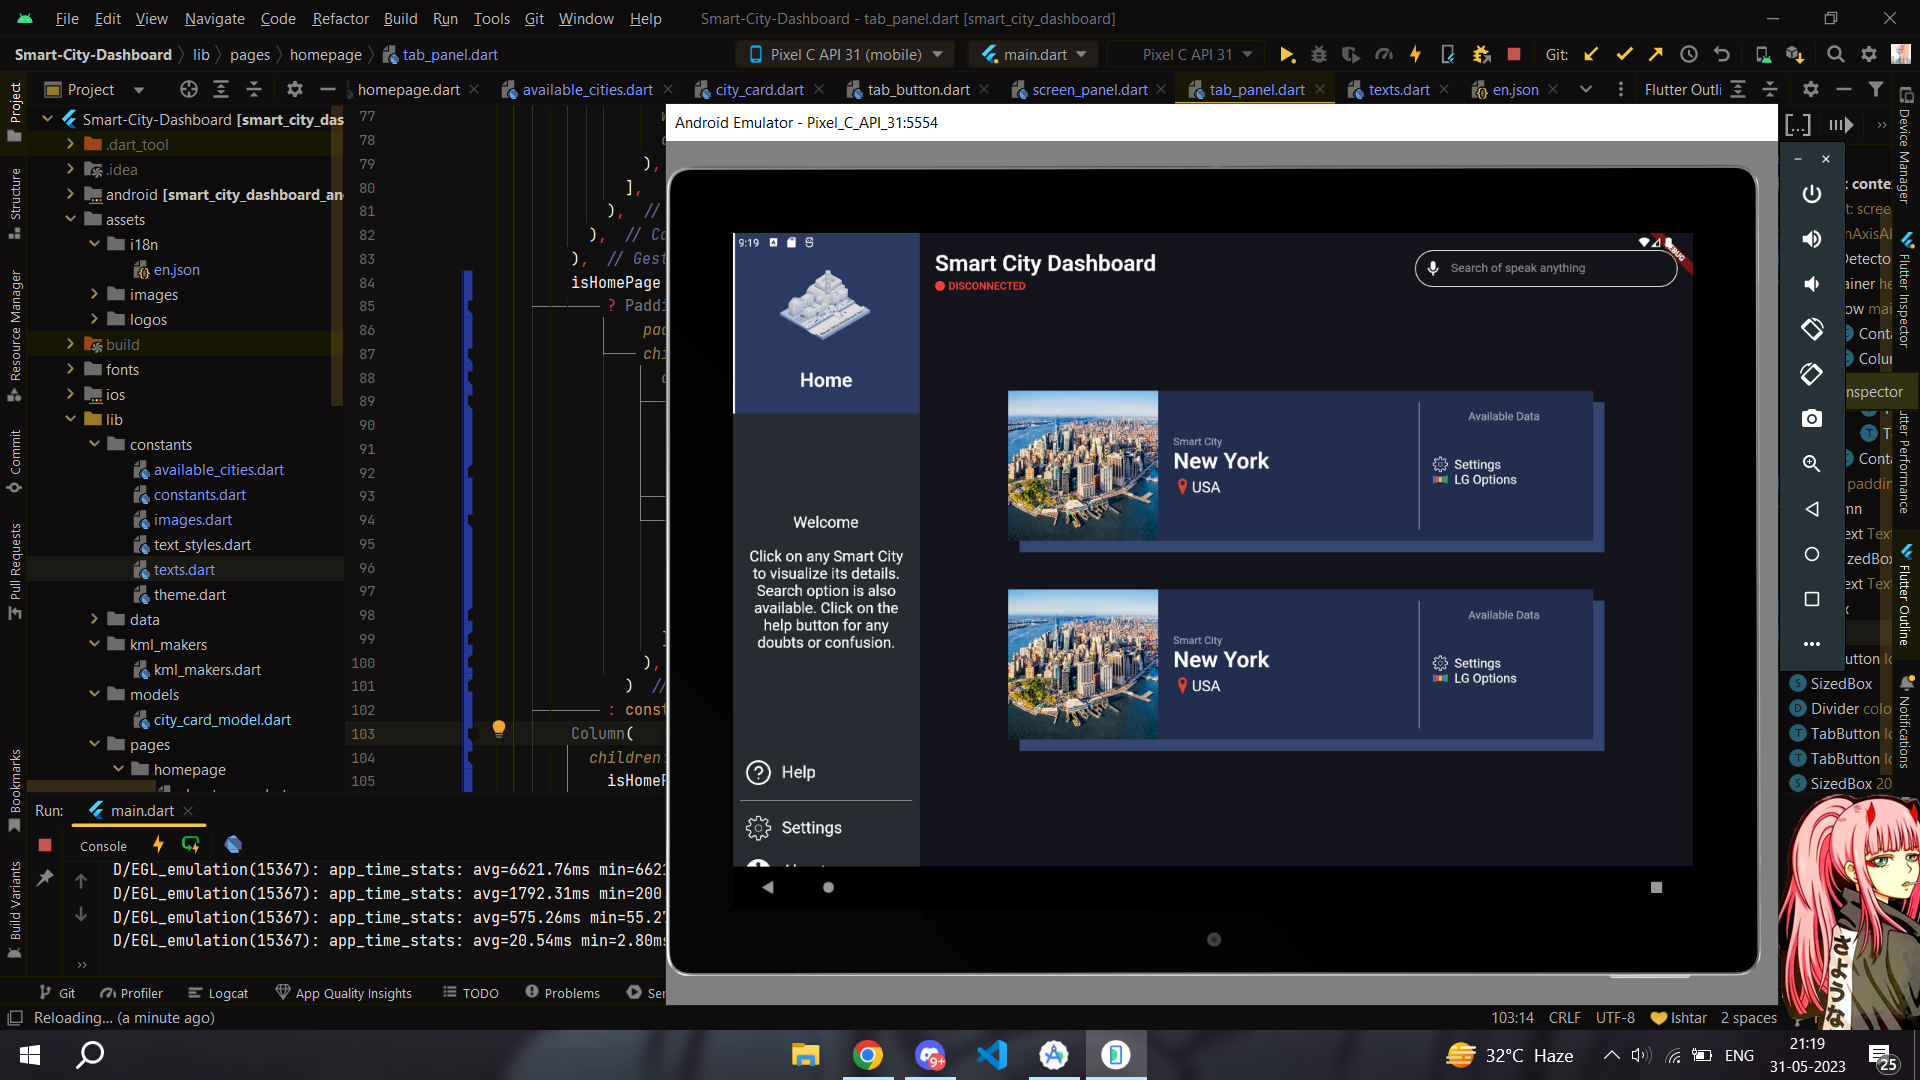 File Edit View Navigate Code Refactor Build Run Tools Git Window Help Smart-City-Dashboard - tab_panel.dart [smart_city_dashboard]
Smart-City-Dashboard lib pages homepage tab_panel.dart Pixel C API 31 (mobile) main.dart Pixel C API 31 Git:
Project homepage.dart available_cities.dart city_card.dart tab_button.dart screen_panel.dart tab_panel.dart texts.dart en.json Flutter Outli
Project
Structure
Resource Manager
Commit
Pull Requests
Bookmarks
Build Variants
Smart-City-Dashboard [smart_city_das
.dart_tool
.idea
android [smart_city_dashboard_an
assets
i18n
en.json
images
logos
build
fonts
ios
lib
constants
available_cities.dart
constants.dart
images.dart
text_styles.dart
texts.dart
theme.dart
data
kml_makers
kml_makers.dart
models
city_card_model.dart
pages
homepage
77
78
79 ),
80 ],
81 ), //
82 ), // Co
83 ), // Gest
84 isHomePage
85 ? Paddi
86 pad
87 chi
88
89
90
91
92
93
94
95
96
97
98
99
100 ),
101 ) //
102 : const
103 Column(
104 children:
105 isHomeP
Android Emulator - Pixel_C_API_31:5554
9:19
DEBUG
Home
Welcome
Click on any Smart City
to visualize its details.
Search option is also
available. Click on the
help button for any
doubts or confusion.
Help
Settings
Smart City Dashboard
DISCONNECTED
Search of speak anything
Smart City
New York
USA
Available Data
Settings
LG Options
Smart City
New York
USA
Available Data
Settings
LG Options
t conte
t: scree
nAxisAl
Detecto
ainer he
ow mai
Conta
Colu
nspector
Conta
paddin
mn
ext Tex
izedBox
ext Tex
x
Button Ic
SizedBox
Divider colo
TabButton Ic
TabButton Ic
SizedBox 20
Device Manager
Flutter Inspector
Flutter Performance
Flutter Outline
Notifications
Run: main.dart
Console
D/EGL_emulation(15367): app_time_stats: avg=6621.76ms min=6621
D/EGL_emulation(15367): app_time_stats: avg=1792.31ms min=200
D/EGL_emulation(15367): app_time_stats: avg=575.26ms min=55.27
D/EGL_emulation(15367): app_time_stats: avg=20.54ms min=2.80ms
Git Profiler Logcat App Quality Insights TODO Problems Ser
Reloading... (a minute ago) 103:14 CRLF UTF-8 Ishtar 2 spaces
9+
32°C Haze ENG 21:19
31-05-2023
25